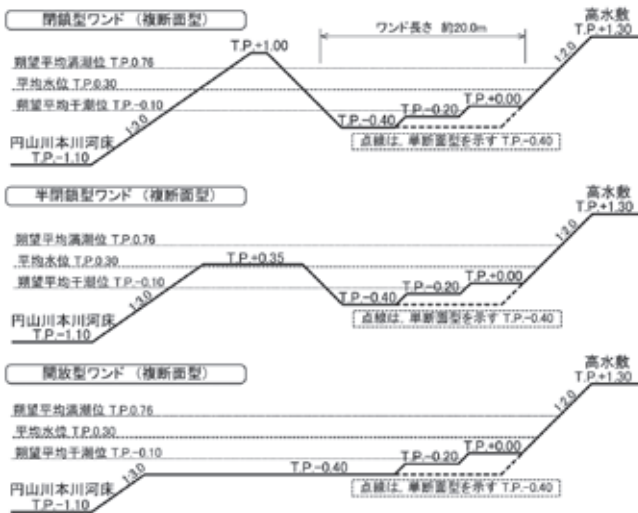 閉鎖型ワンド（複断面型）
高水敷
T.P.+1.30
ワンド長さ 約20.0m
T.P.+1.00
1:2.0
朔望平均満潮位 T.P.0.76
平均水位 T.P.0.30
朔望平均干潮位 T.P.-0.10
T.P.+0.00
T.P.-0.20
T.P.-0.40
1:3.0
円山川本川河床
T.P.-1.10
点線は、単断面型を示す T.P.-0.40
半閉鎖型ワンド（複断面型）
高水敷
T.P.+1.30
1:2.0
朔望平均満潮位 T.P.0.76
平均水位 T.P.0.30
T.P.+0.35
朔望平均干潮位 T.P.-0.10
T.P.+0.00
T.P.-0.20
T.P.-0.40
1:3.0
円山川本川河床
T.P.-1.10
点線は、単断面型を示す T.P.-0.40
開放型ワンド（複断面型）
高水敷
T.P.+1.30
1:2.0
朔望平均満潮位 T.P.0.76
平均水位 T.P.0.30
朔望平均干潮位 T.P.-0.10
T.P.+0.00
T.P.-0.20
T.P.-0.40
1:3.0
円山川本川河床
T.P.-1.10
点線は、単断面型を示す T.P.-0.40